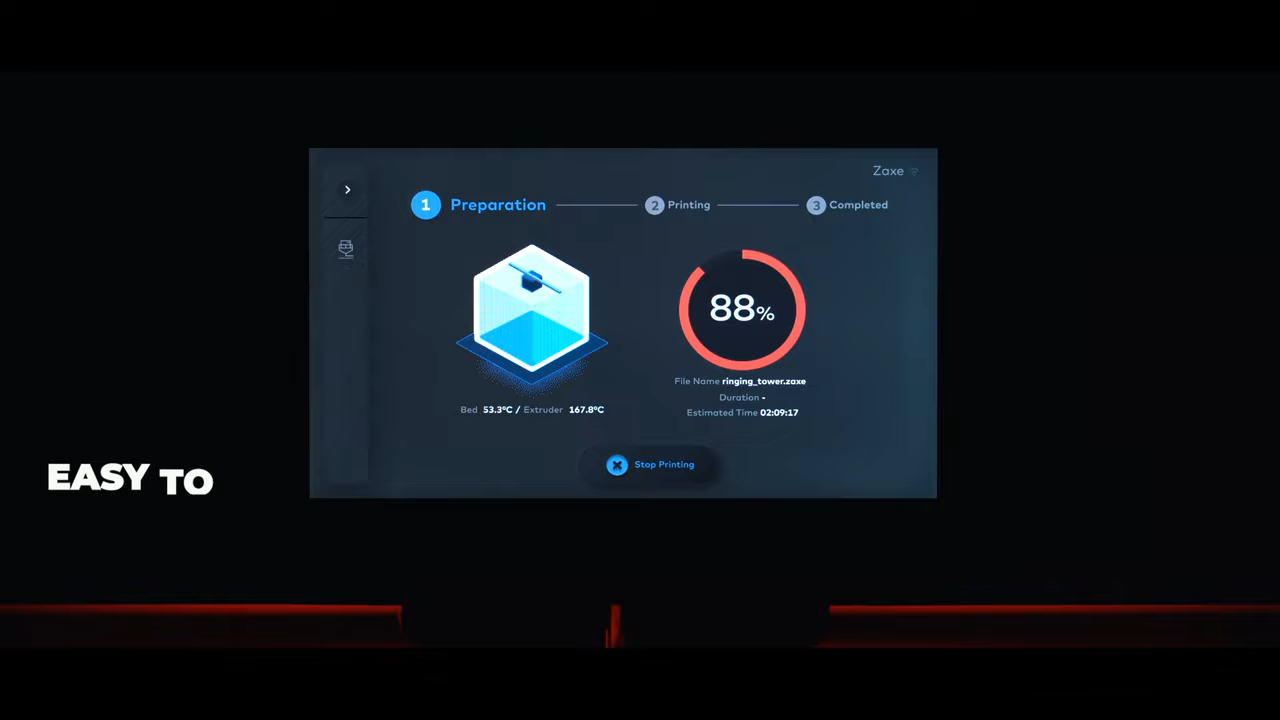 Zaxe
1 Preparation 2 Printing 3 Completed
88%
File Name ringing_tower.zaxe
Duration -
Estimated Time 02:09:17
Bed 53.3°C / Extruder 167.8°C
Stop Printing
EASY TO